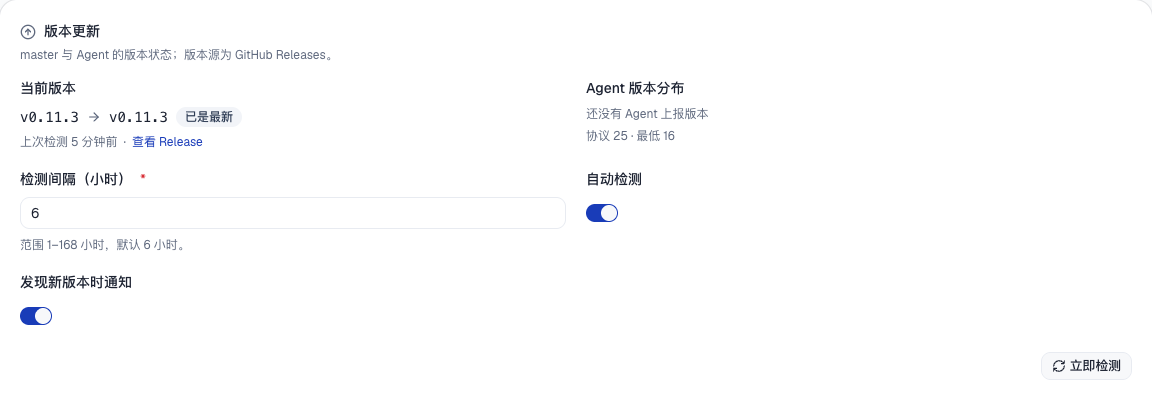 版本更新
master 与 Agent 的版本状态；版本源为 GitHub Releases。
当前版本
v0.11.3 → v0.11.3 已是最新
上次检测 5 分钟前 · 查看 Release
Agent 版本分布
还没有 Agent 上报版本
协议 25 · 最低 16
检测间隔（小时） *
6
范围 1–168 小时，默认 6 小时。
自动检测
发现新版本时通知
立即检测